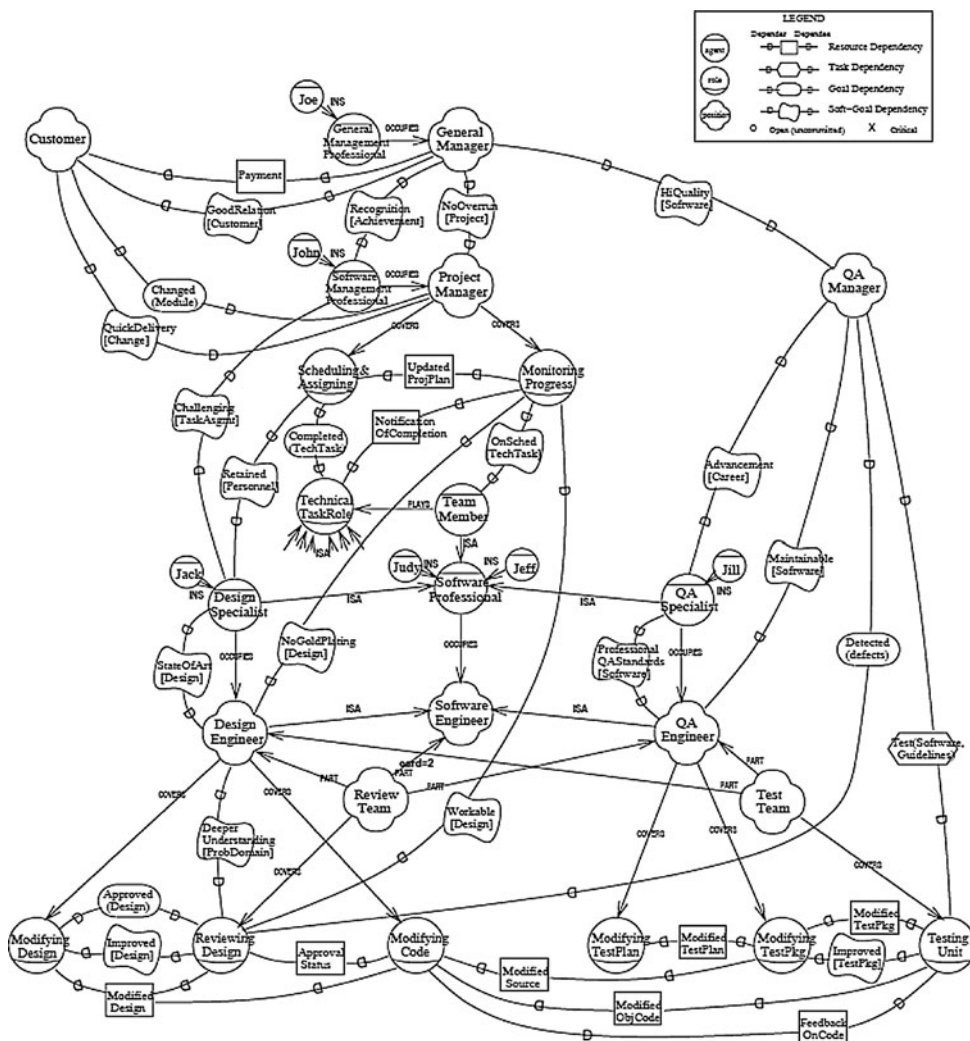 LEGEND
Depender Dependee
agent
Resource Dependency
role
Task Dependency
Goal Dependency
position
Soft-Goal Dependency
O Open (uncommitted) X Critical
Joe
INS
Customer
General
Management
Professional
OCCUPIES
General
Manager
Payment
GoodRelation
[Customer]
Recognition
[Achievement]
NoOverrun
[Project]
HiQuality
[Software]
John
INS
Software
Management
Professional
OCCUPIES
Project
Manager
QA
Manager
Changed
(Module)
QuickDelivery
[Change]
COVERS
COVERS
Scheduling&
Assigning
Updated
ProjPlan
Monitoring
Progress
Challenging
[TaskAsgmt]
Completed
(TechTask)
Notification
OfCompletion
OnSched
[TechTask]
Retained
[Personnel]
Advancement
[Career]
Technical
TaskRole
PLAYS
Team
Member
ISA
ISA
Maintainable
[Software]
Jack
INS
Judy
INS
INS
Jeff
Jill
INS
Design
Specialist
ISA
Software
Professional
ISA
QA
Specialist
StateOfArt
[Design]
OCCUPIES
NoGoldPlating
[Design]
OCCUPIES
Professional
QAStandards
[Software]
OCCUPIES
Detected
(defects)
Design
Engineer
ISA
Software
Engineer
ISA
QA
Engineer
Test(Software,
Guidelines)
card=2
PART
PART
PART
PART
Review
Team
Test
Team
COVERS
Deeper
Understanding
[ProbDomain]
COVERS
COVERS
Workable
[Design]
COVERS
COVERS
COVERS
Approved
(Design)
Modifying
Design
Improved
[Design]
Reviewing
Design
Approval
Status
Modifying
Code
Modifying
TestPlan
Modified
TestPlan
Modifying
TestPkg
Modified
TestPkg
Improved
[TestPkg]
Testing
Unit
Modified
Design
Modified
Source
Modified
ObjCode
Feedback
OnCode